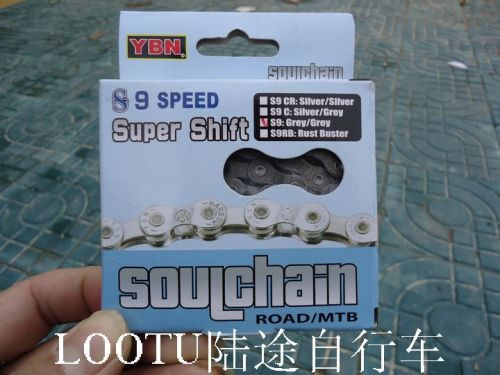 YBN
soulchain
S 9 SPEED
S9 CR: Silver/Silver
S9 C: Silver/Grey
S9: Grey/Grey
S9RB: Rust Buster
Super Shift
soulchain
ROAD/MTB
LOOTU陆途自行车